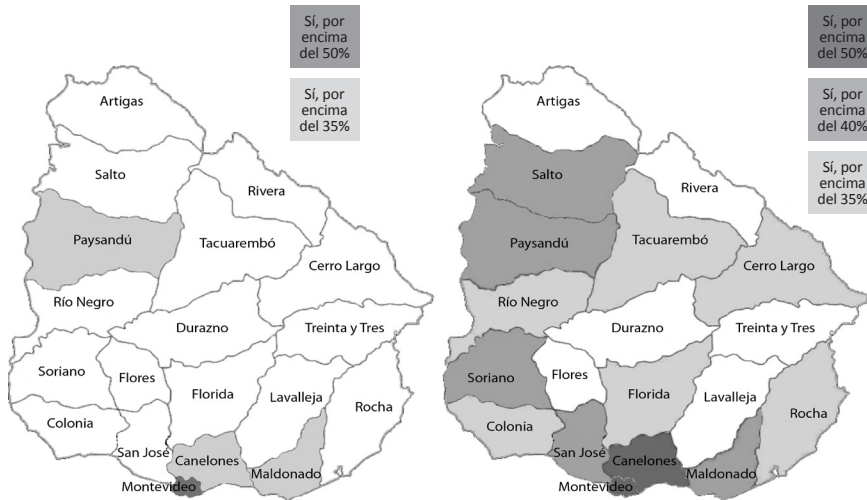 Sí, por
encima
del 50%
Sí, por
encima
del 35%
Artigas
Salto
Rivera
Paysandú
Tacuarembó
Cerro Largo
Río Negro
Durazno
Treinta y Tres
Soriano
Flores
Florida
Lavalleja
Rocha
Colonia
San José
Canelones
Maldonado
Montevideo
Sí, por
encima
del 50%
Sí, por
encima
del 40%
Sí, por
encima
del 35%
Artigas
Salto
Rivera
Paysandú
Tacuarembó
Cerro Largo
Río Negro
Durazno
Treinta y Tres
Soriano
Flores
Florida
Lavalleja
Rocha
Colonia
San José
Canelones
Maldonado
Montevideo